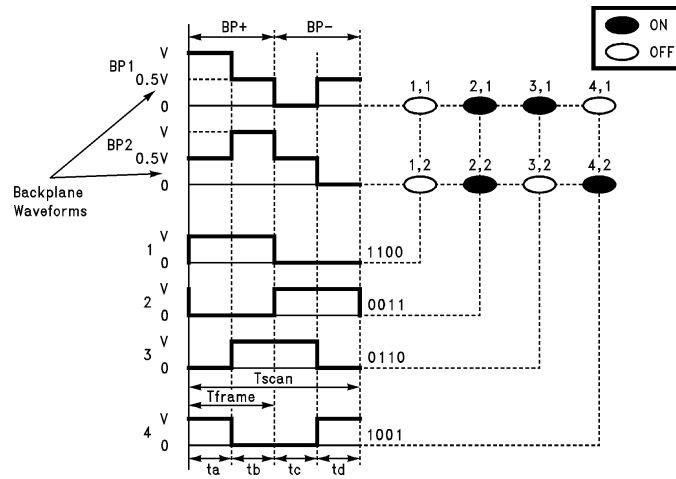 BP+ BP-
ON
OFF
V
BP1
0.5V
0
1,1 2,1 3,1 4,1
V
BP2
0.5V
0
1,2 2,2 3,2 4,2
Backplane
Waveforms
V
1
0
1100
V
2
0
0011
V
3
0
0110
Tscan
Tframe
V
4
0
1001
ta tb tc td